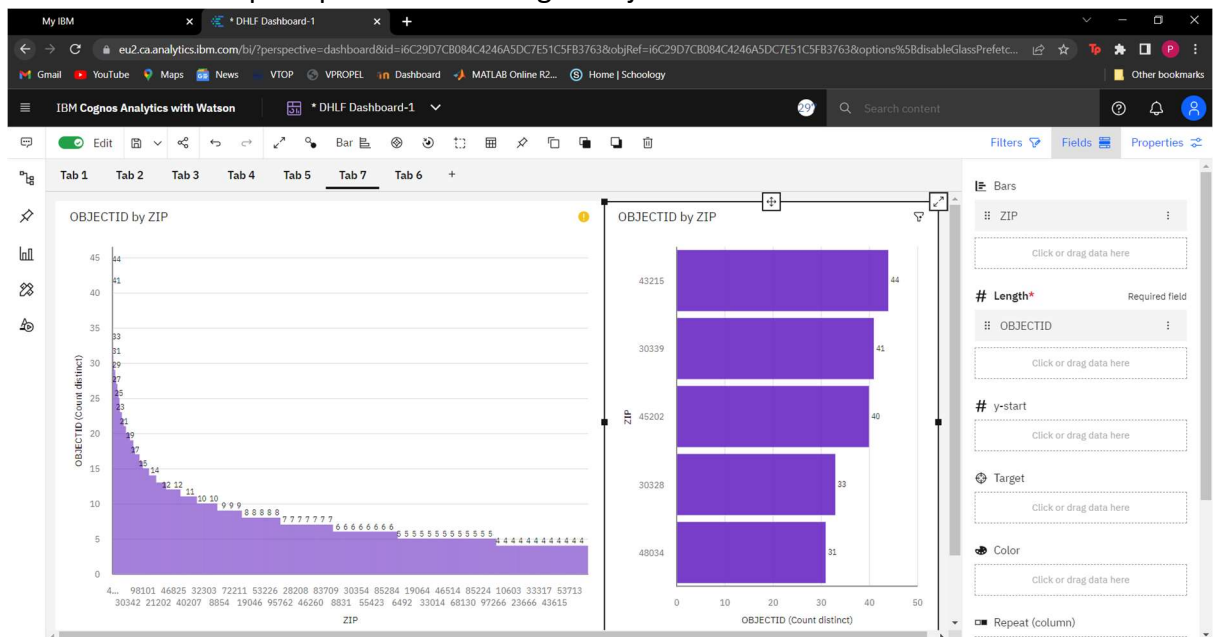 My IBM
* DHLF Dashboard-1
eu2.ca.analytics.ibm.com/bi/?perspective=dashboard&id=i6C29D7CB084C4246A5DC7E51C5FB3763&objRef=i6C29D7CB084C4246A5DC7E51C5FB3763&options%5BdisableGlassPrefetc...
Gmail YouTube Maps News VTOP VPROPEL Dashboard MATLAB Online R2... Home | Schoology Other bookmarks
IBM Cognos Analytics with Watson * DHLF Dashboard-1 Search content
Edit Bar Filters Fields Properties
Tab 1 Tab 2 Tab 3 Tab 4 Tab 5 Tab 7 Tab 6 +
OBJECTID by ZIP
45
40
35
30
25
20
15
10
5
0
OBJECTID (Count distinct)
44
41
33
31
29
27
25
23
21
19
17
15
14
12 12
11
10 10
9 9 9
8 8 8 8 8
7 7 7 7 7 7 7
6 6 6 6 6 6 6 6
5 5 5 5 5 5 5 5 5 5 5 5 5
4 4 4 4 4 4 4 4 4 4 4 4
4... 98101 46825 32303 72211 53226 28208 83709 30354 85284 19064 46514 85224 10603 33317 53713
30342 21202 40207 8854 19046 95762 46260 8831 55423 6492 33014 68130 97266 23666 43615
ZIP
OBJECTID by ZIP
ZIP
43215 44
30339 41
45202 40
30328 33
48034 31
0 10 20 30 40 50
OBJECTID (Count distinct)
Bars
ZIP
Click or drag data here
# Length* Required field
OBJECTID
Click or drag data here
# y-start
Click or drag data here
Target
Click or drag data here
Color
Click or drag data here
Repeat (column)